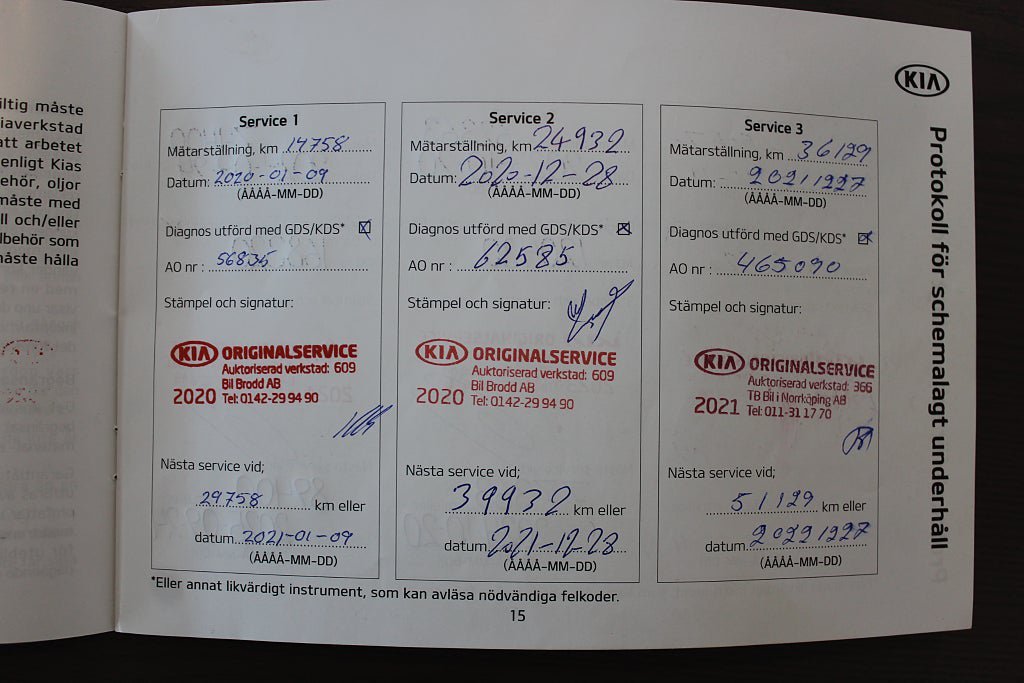 iltig måste
iaverkstad
att arbetet
enligt Kias
ehör, oljor
måste med
ll och/eller
lbehör som
måste hålla
KIA
Protokoll för schemalagt underhåll
Service 1
Mätarställning, km 14758
Datum: 2020-01-09
(ÅÅÅÅ-MM-DD)
Diagnos utförd med GDS/KDS*
AO nr : 56835
Stämpel och signatur:
KIA ORIGINALSERVICE
Auktoriserad verkstad: 609
Bil Brodd AB
2020 Tel: 0142-29 94 90
Nästa service vid;
29758 km eller
datum 2021-01-09
(ÅÅÅÅ-MM-DD)
Service 2
Mätarställning, km 24932
Datum: 2020-12-28
(ÅÅÅÅ-MM-DD)
Diagnos utförd med GDS/KDS*
AO nr : 62585
Stämpel och signatur:
KIA ORIGINALSERVICE
Auktoriserad verkstad: 609
Bil Brodd AB
2020 Tel: 0142-29 94 90
Nästa service vid;
39932 km eller
datum 2021-12-28
(ÅÅÅÅ-MM-DD)
Service 3
Mätarställning, km 36129
Datum: 20211227
(ÅÅÅÅ-MM-DD)
Diagnos utförd med GDS/KDS*
AO nr : 465090
Stämpel och signatur:
KIA ORIGINALSERVICE
Auktoriserad verkstad: 366
TB Bil i Norrköping AB
2021 Tel: 011-31 17 70
Nästa service vid;
51129 km eller
datum 20221227
(ÅÅÅÅ-MM-DD)
*Eller annat likvärdigt instrument, som kan avläsa nödvändiga felkoder.
15